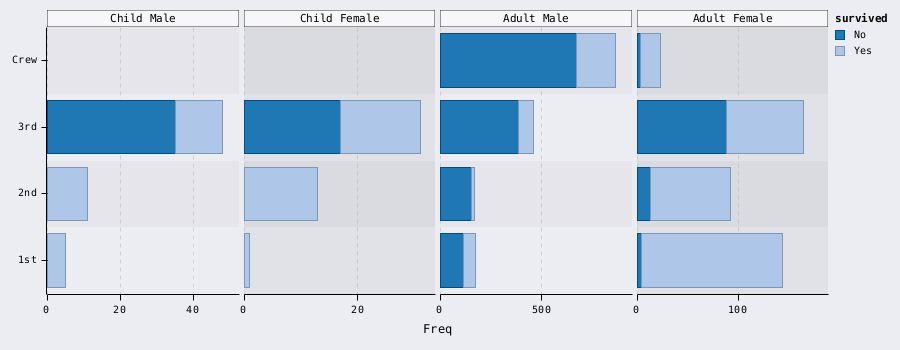 Child Male
Child Female
Adult Male
Adult Female
survived
No
Yes
Crew
3rd
2nd
1st
0 20 40 0 20 0 500 0 100
Freq